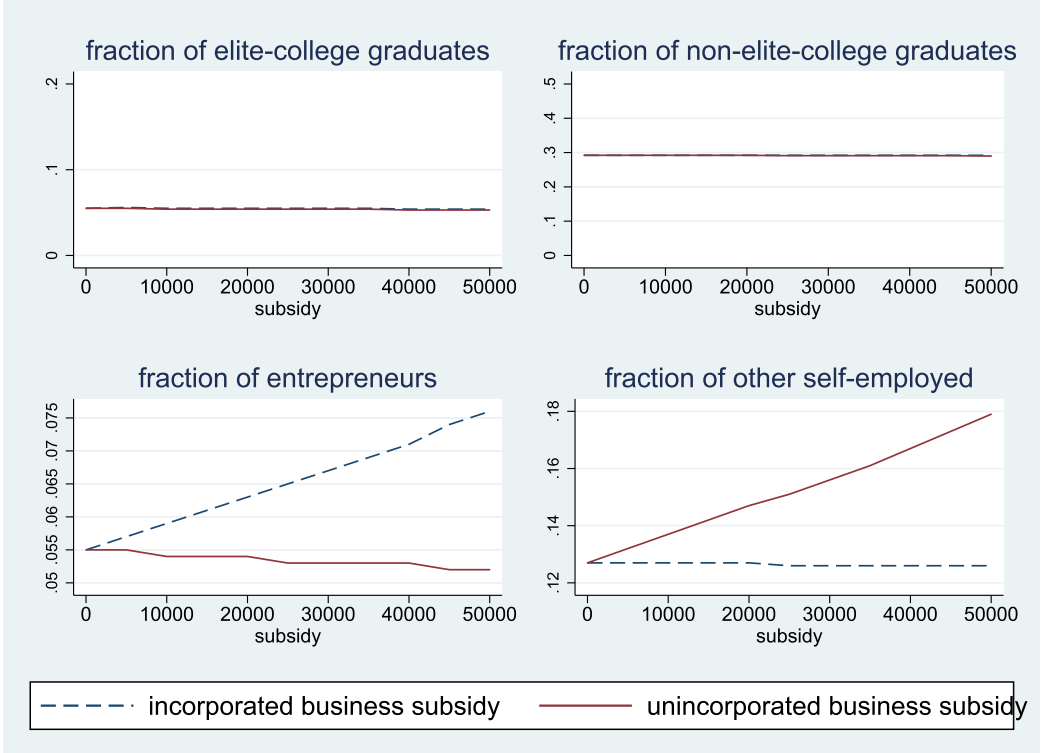 fraction of elite-college graduates
.2
.1
0
0 10000 20000 30000 40000 50000
subsidy
fraction of non-elite-college graduates
.5
.4
.3
.2
.1
0
0 10000 20000 30000 40000 50000
subsidy
fraction of entrepreneurs
.075
.07
.065
.06
.055
.05
0 10000 20000 30000 40000 50000
subsidy
fraction of other self-employed
.18
.16
.14
.12
0 10000 20000 30000 40000 50000
subsidy
incorporated business subsidy unincorporated business subsidy